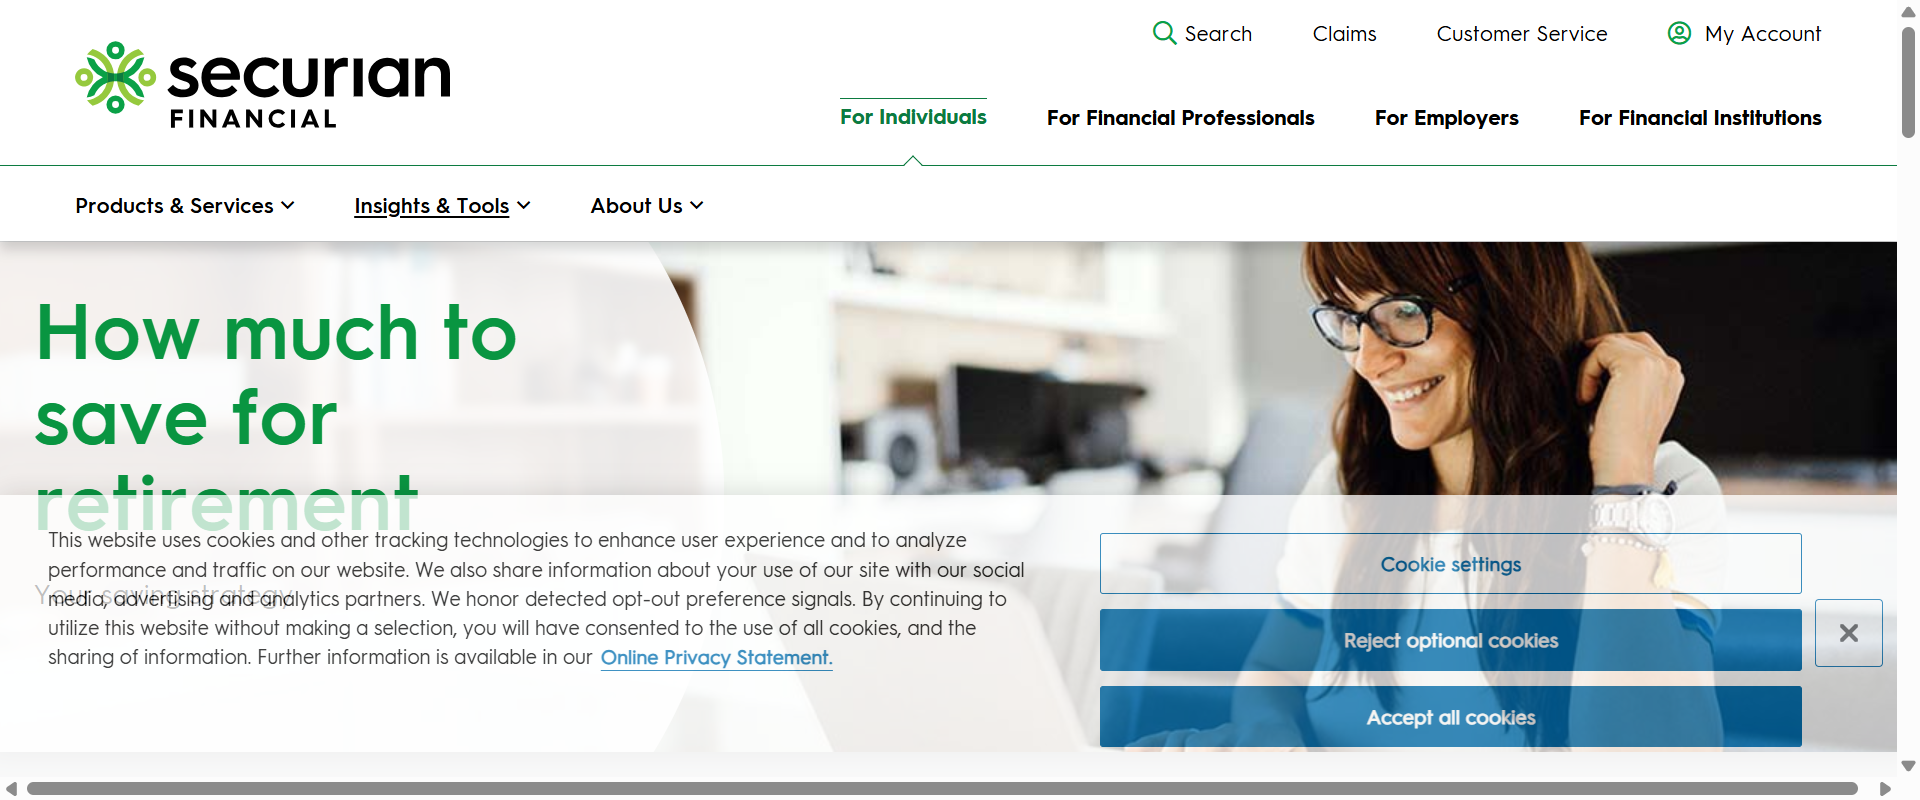 Search
Claims
Customer Service
My Account
securian
FINANCIAL
For Individuals
For Financial Professionals
For Employers
For Financial Institutions
Products & Services
Insights & Tools
About Us
How much to
save for
retirement
Your saving strategy
This website uses cookies and other tracking technologies to enhance user experience and to analyze
performance and traffic on our website. We also share information about your use of our site with our social
media, advertising and analytics partners. We honor detected opt-out preference signals. By continuing to
utilize this website without making a selection, you will have consented to the use of all cookies, and the
sharing of information. Further information is available in our Online Privacy Statement.
Cookie settings
Reject optional cookies
Accept all cookies